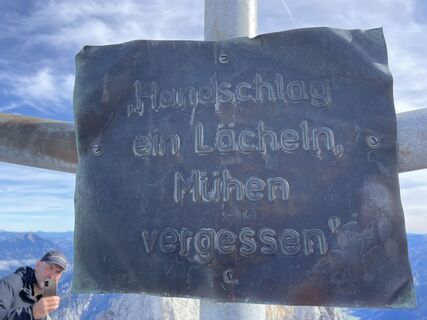 „Handschlag
ein Lächeln,
Mühen
vergessen"